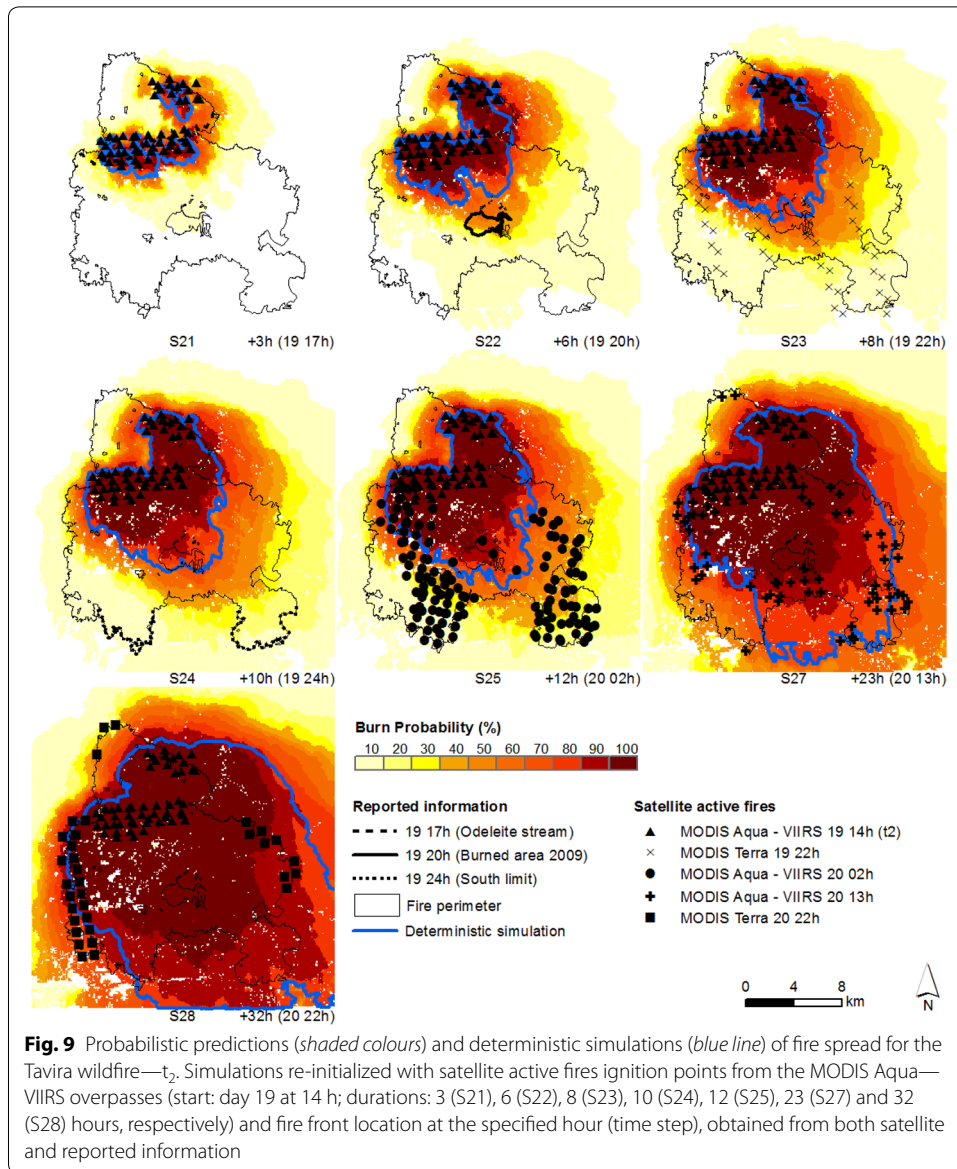 S21 +3h (19 17h)
S22 +6h (19 20h)
S23 +8h (19 22h)
S24 +10h (19 24h)
S25 +12h (20 02h)
S27 +23h (20 13h)
S28 +32h (20 22h)
Burn Probability (%)
10 20 30 40 50 60 70 80 90 100
Reported information
19 17h (Odeleite stream)
19 20h (Burned area 2009)
19 24h (South limit)
Fire perimeter
Deterministic simulation
Satellite active fires
MODIS Aqua - VIIRS 19 14h (t2)
MODIS Terra 19 22h
MODIS Aqua - VIIRS 20 02h
MODIS Aqua - VIIRS 20 13h
MODIS Terra 20 22h
0 4 8
km
N
Fig. 9 Probabilistic predictions (shaded colours) and deterministic simulations (blue line) of fire spread for the
Tavira wildfire—t₂. Simulations re-initialized with satellite active fires ignition points from the MODIS Aqua—
VIIRS overpasses (start: day 19 at 14 h; durations: 3 (S21), 6 (S22), 8 (S23), 10 (S24), 12 (S25), 23 (S27) and 32
(S28) hours, respectively) and fire front location at the specified hour (time step), obtained from both satellite
and reported information